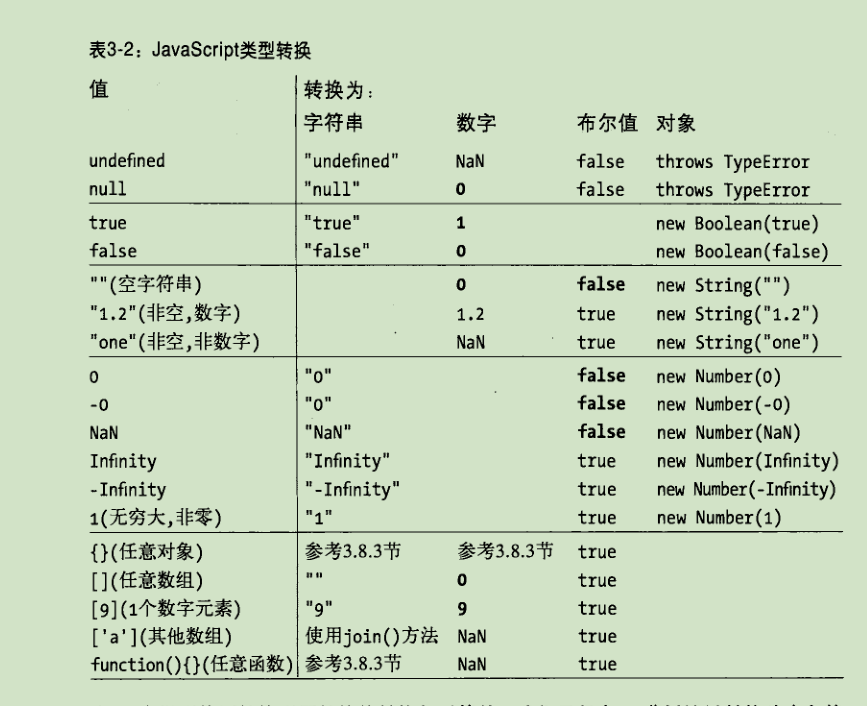 表3-2：JavaScript类型转换
值 转换为：
字符串 数字 布尔值 对象
undefined "undefined" NaN false throws TypeError
null "null" 0 false throws TypeError
true "true" 1 new Boolean(true)
false "false" 0 new Boolean(false)
""(空字符串) 0 false new String("")
"1.2"(非空,数字) 1.2 true new String("1.2")
"one"(非空,非数字) NaN true new String("one")
0 "0" false new Number(0)
-0 "0" false new Number(-0)
NaN "NaN" false new Number(NaN)
Infinity "Infinity" true new Number(Infinity)
-Infinity "-Infinity" true new Number(-Infinity)
1(无穷大,非零) "1" true new Number(1)
{}(任意对象) 参考3.8.3节 参考3.8.3节 true
[](任意数组) "" 0 true
[9](1个数字元素) "9" 9 true
['a'](其他数组) 使用join()方法 NaN true
function(){}(任意函数) 参考3.8.3节 NaN true